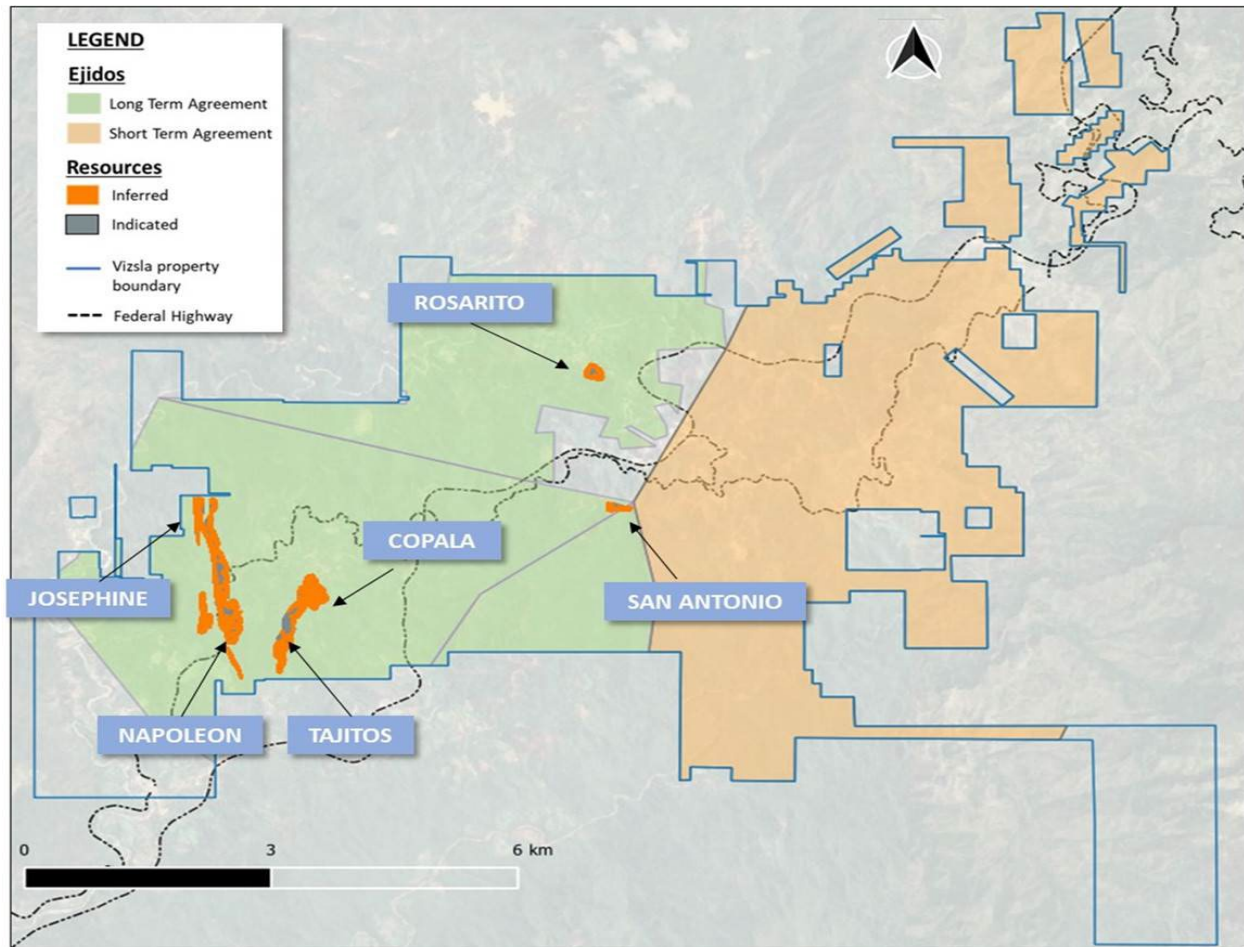 LEGEND
Ejidos
Long Term Agreement
Short Term Agreement
Resources
Inferred
Indicated
Vizsla property
boundary
Federal Highway
ROSARITO
COPALA
JOSEPHINE
SAN ANTONIO
NAPOLEON
TAJITOS
0 3 6 km